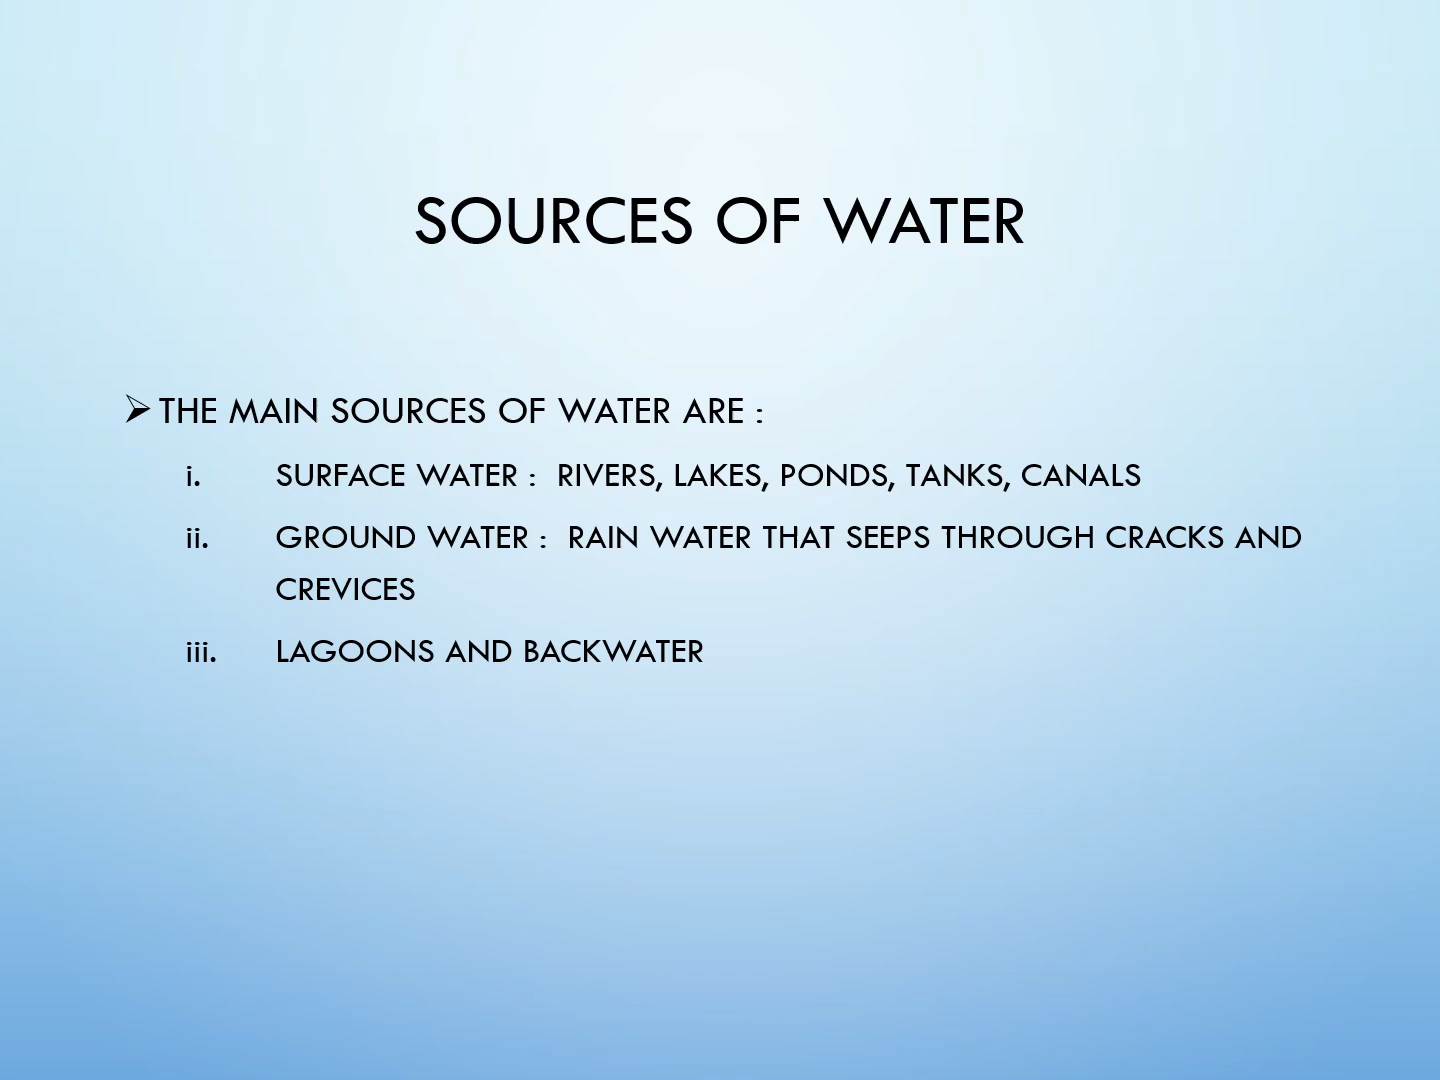 SOURCES OF WATER
➢ THE MAIN SOURCES OF WATER ARE :
i. SURFACE WATER : RIVERS, LAKES, PONDS, TANKS, CANALS
ii. GROUND WATER : RAIN WATER THAT SEEPS THROUGH CRACKS AND
CREVICES
iii. LAGOONS AND BACKWATER